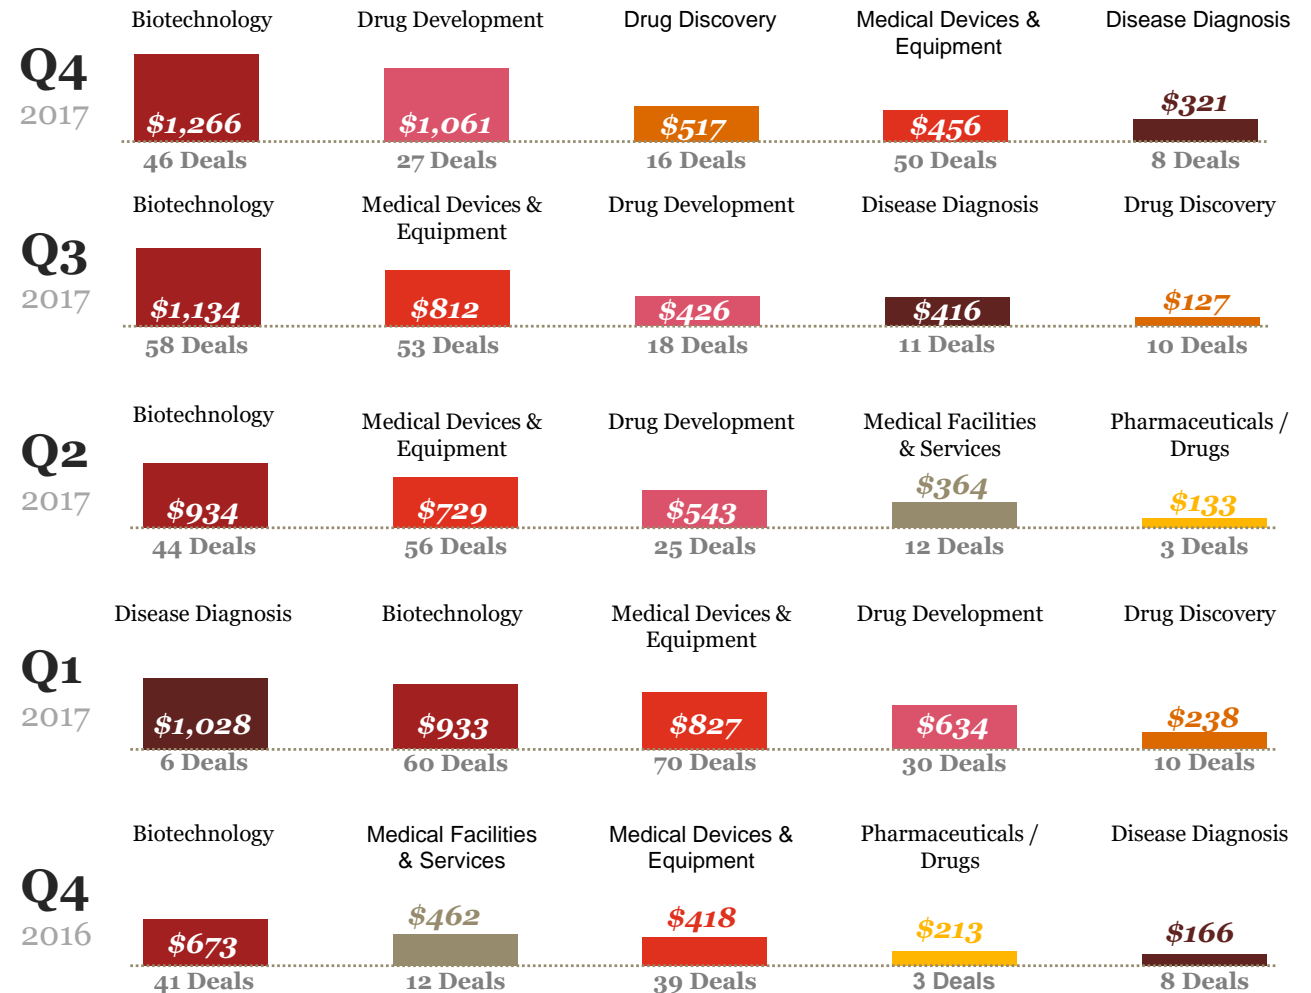 Biotechnology
Drug Development
Drug Discovery
Medical Devices &
Equipment
Disease Diagnosis
Q4
2017
$1,266
$1,061
$517
$456
$321
46 Deals
27 Deals
16 Deals
50 Deals
8 Deals
Biotechnology
Medical Devices &
Equipment
Drug Development
Disease Diagnosis
Drug Discovery
Q3
2017
$1,134
$812
$426
$416
$127
58 Deals
53 Deals
18 Deals
11 Deals
10 Deals
Biotechnology
Medical Devices &
Equipment
Drug Development
Medical Facilities
& Services
Pharmaceuticals /
Drugs
Q2
2017
$934
$729
$543
$364
$133
44 Deals
56 Deals
25 Deals
12 Deals
3 Deals
Disease Diagnosis
Biotechnology
Medical Devices &
Equipment
Drug Development
Drug Discovery
Q1
2017
$1,028
$933
$827
$634
$238
6 Deals
60 Deals
70 Deals
30 Deals
10 Deals
Biotechnology
Medical Facilities
& Services
Medical Devices &
Equipment
Pharmaceuticals /
Drugs
Disease Diagnosis
Q4
2016
$673
$462
$418
$213
$166
41 Deals
12 Deals
39 Deals
3 Deals
8 Deals